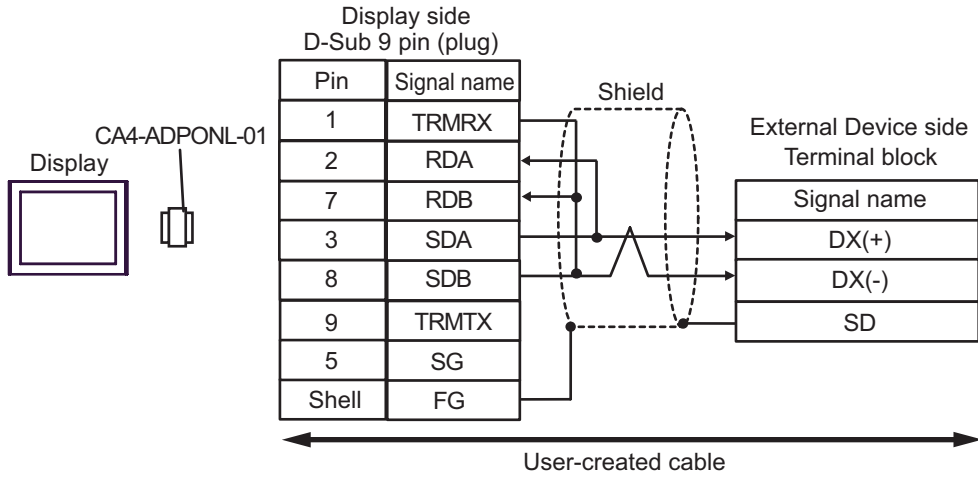 Display side
D-Sub 9 pin (plug)
Pin Signal name
1 TRMRX
2 RDA
7 RDB
3 SDA
8 SDB
9 TRMTX
5 SG
Shell FG
CA4-ADPONL-01
Display
Shield
External Device side
Terminal block
Signal name
DX(+)
DX(-)
SD
User-created cable